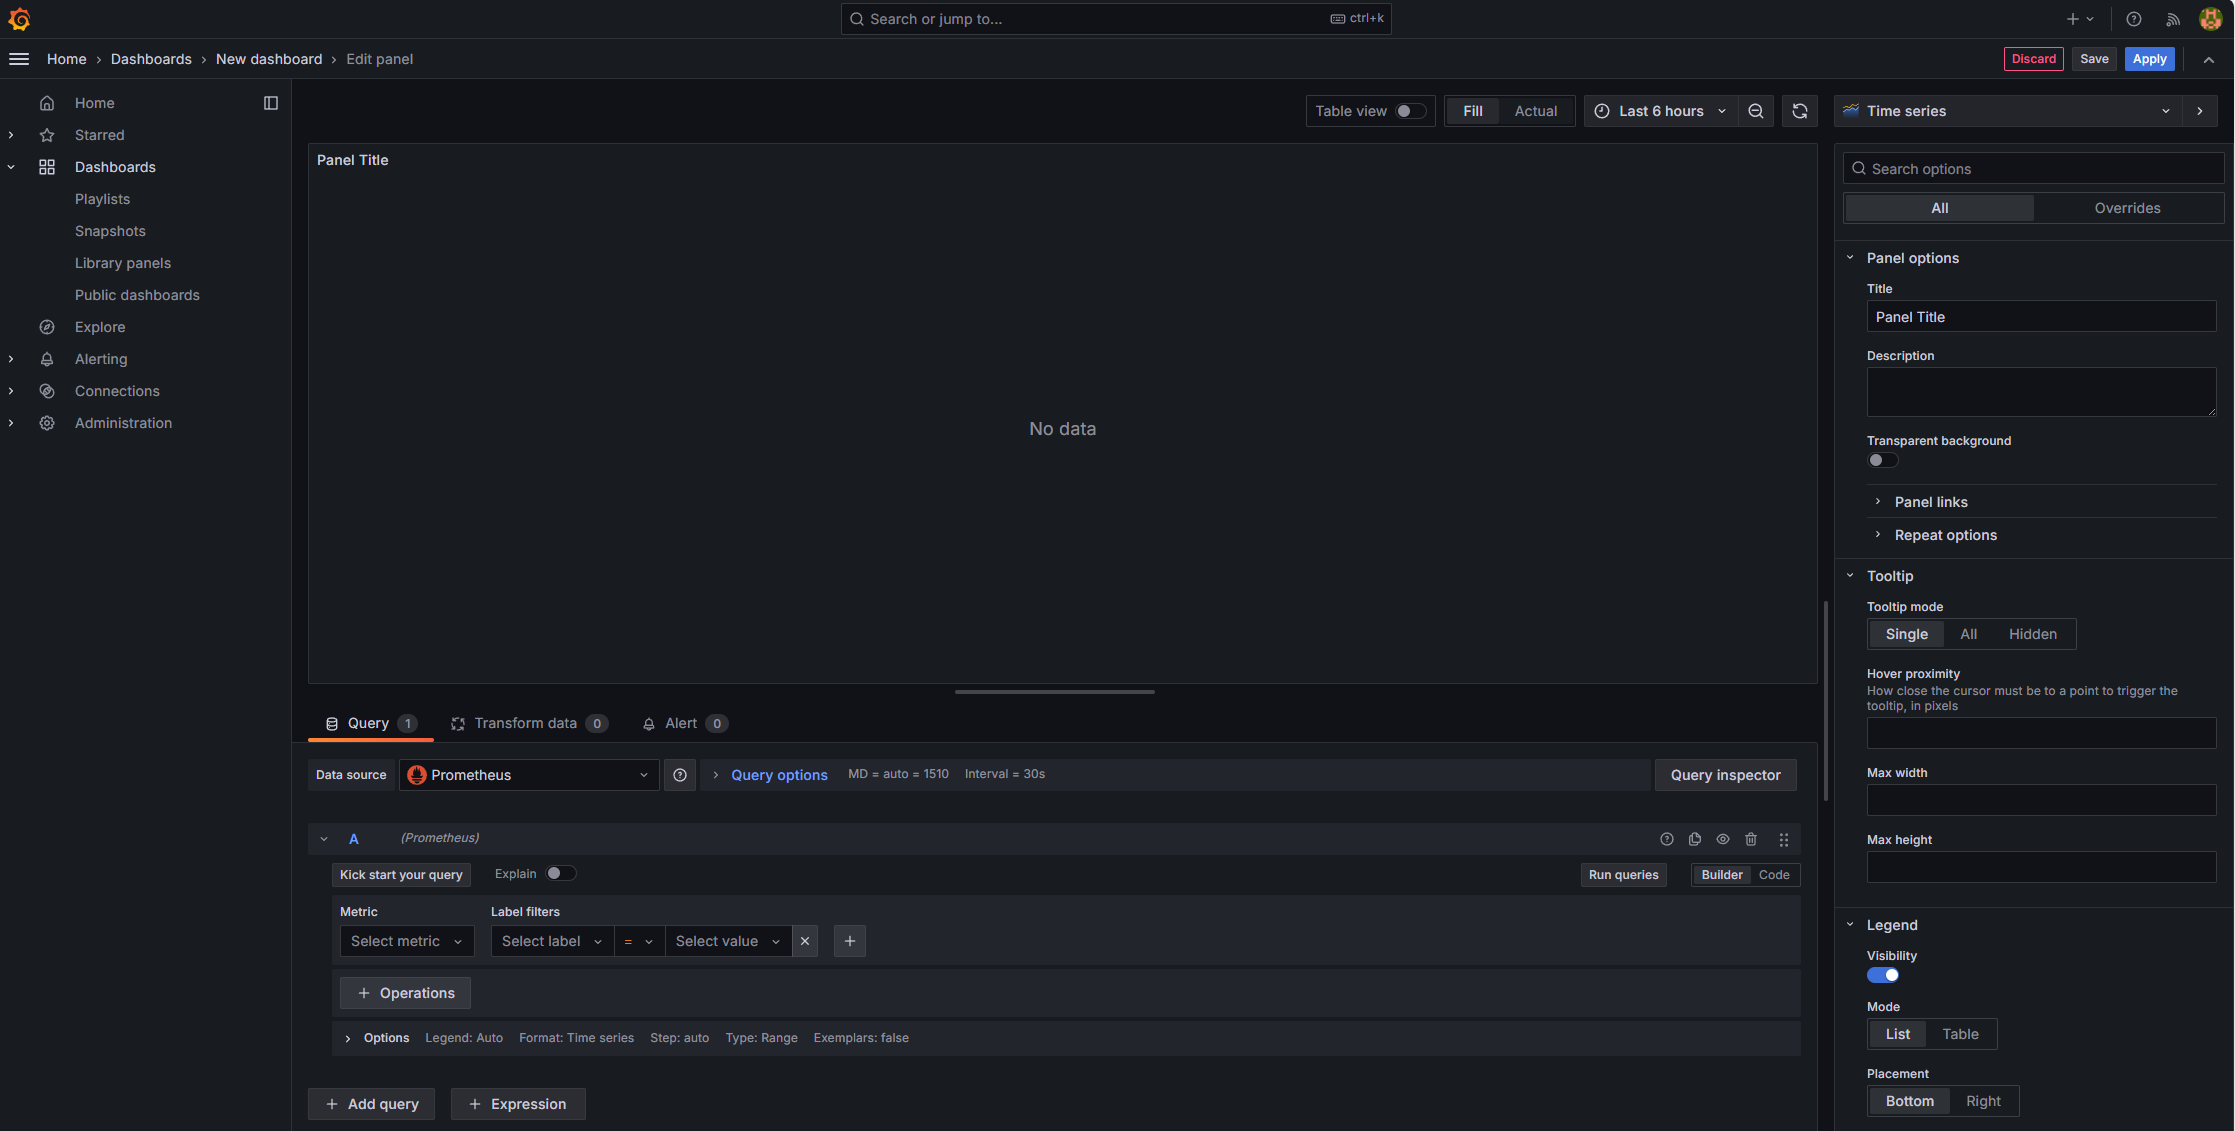 Search or jump to...
ctrl+k
Home
Dashboards
New dashboard
Edit panel
Discard
Save
Apply
Home
Starred
Dashboards
Playlists
Snapshots
Library panels
Public dashboards
Explore
Alerting
Connections
Administration
Table view
Fill
Actual
Last 6 hours
Panel Title
No data
Query 1
Transform data 0
Alert 0
Data source
Prometheus
Query options
MD = auto = 1510
Interval = 30s
Query inspector
A
(Prometheus)
Kick start your query
Explain
Run queries
Builder
Code
Metric
Label filters
Select metric
Select label
=
Select value
Operations
Options
Legend: Auto
Format: Time series
Step: auto
Type: Range
Exemplars: false
Add query
Expression
Time series
Search options
All
Overrides
Panel options
Title
Panel Title
Description
Transparent background
Panel links
Repeat options
Tooltip
Tooltip mode
Single
All
Hidden
Hover proximity
How close the cursor must be to a point to trigger the
tooltip, in pixels
Max width
Max height
Legend
Visibility
Mode
List
Table
Placement
Bottom
Right